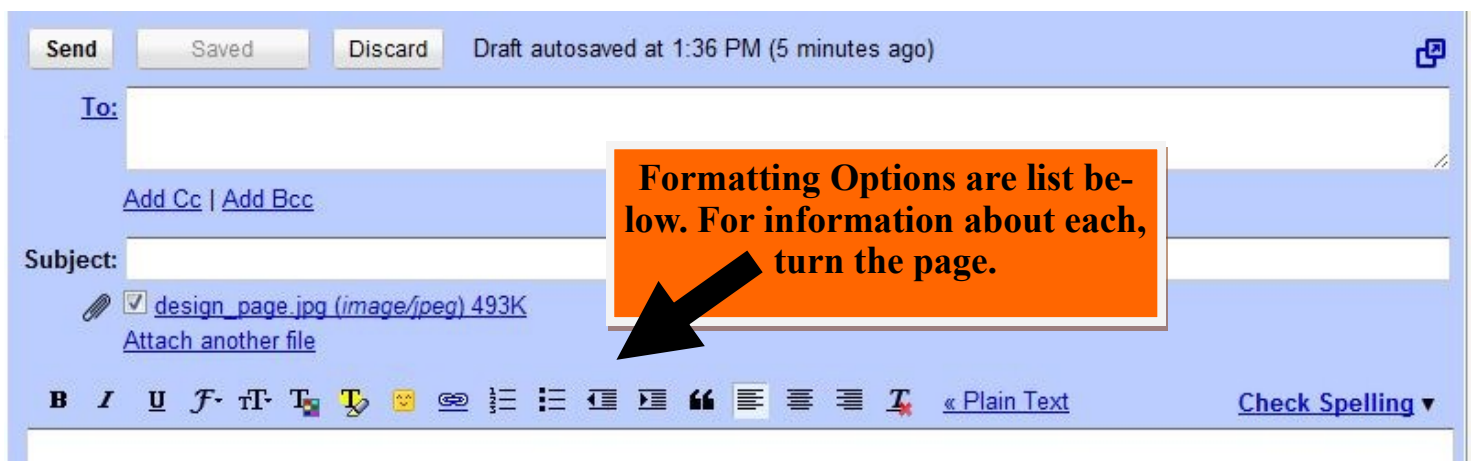 Send Saved Discard Draft autosaved at 1:36 PM (5 minutes ago)
To:
Add Cc | Add Bcc
Formatting Options are list be-
low. For information about each,
turn the page.
Subject:
design_page.jpg (image/jpeg) 493K
Attach another file
B I U F T T T « Plain Text Check Spelling